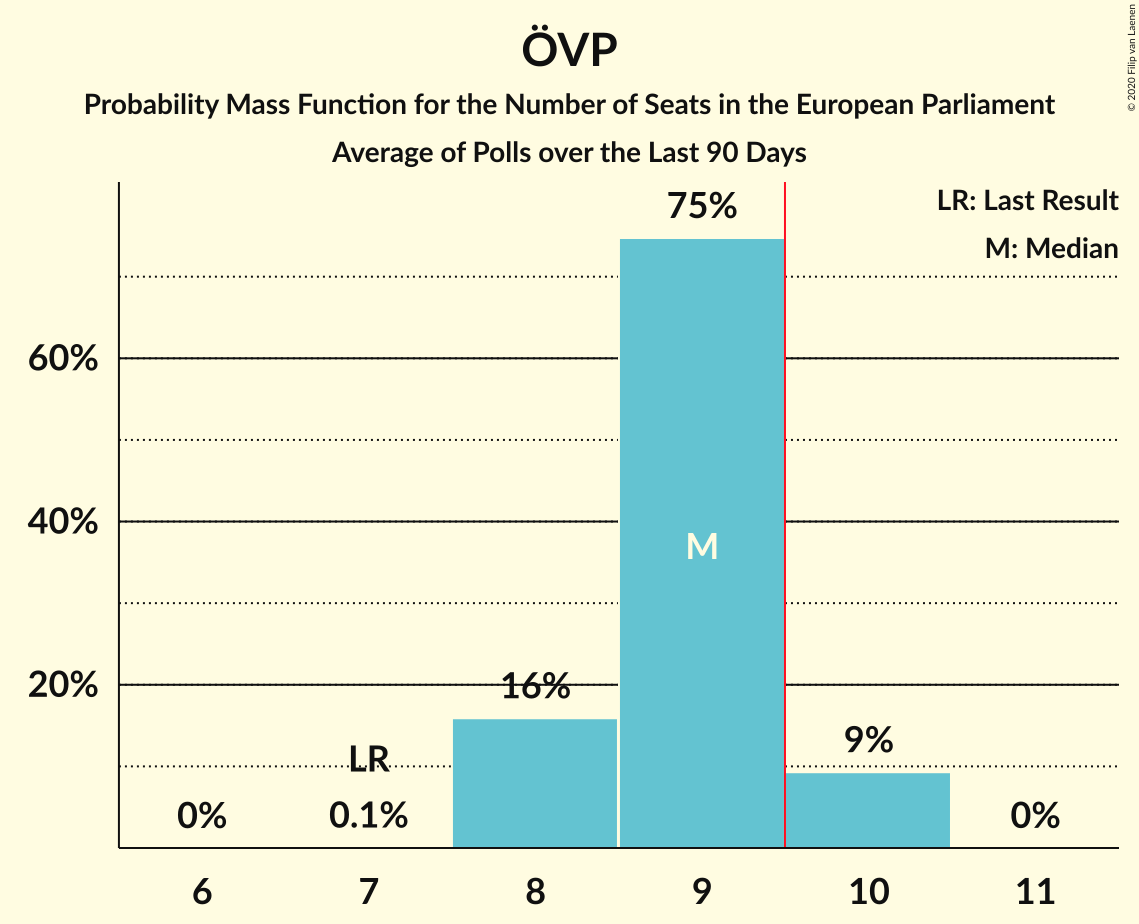 ÖVP
Probability Mass Function for the Number of Seats in the European Parliament
Average of Polls over the Last 90 Days
© 2020 Filip van Laenen
LR: Last Result
M: Median
75%
60%
40%
M
20%
16%
9%
LR
0%
0.1%
0%
6 7 8 9 10 11